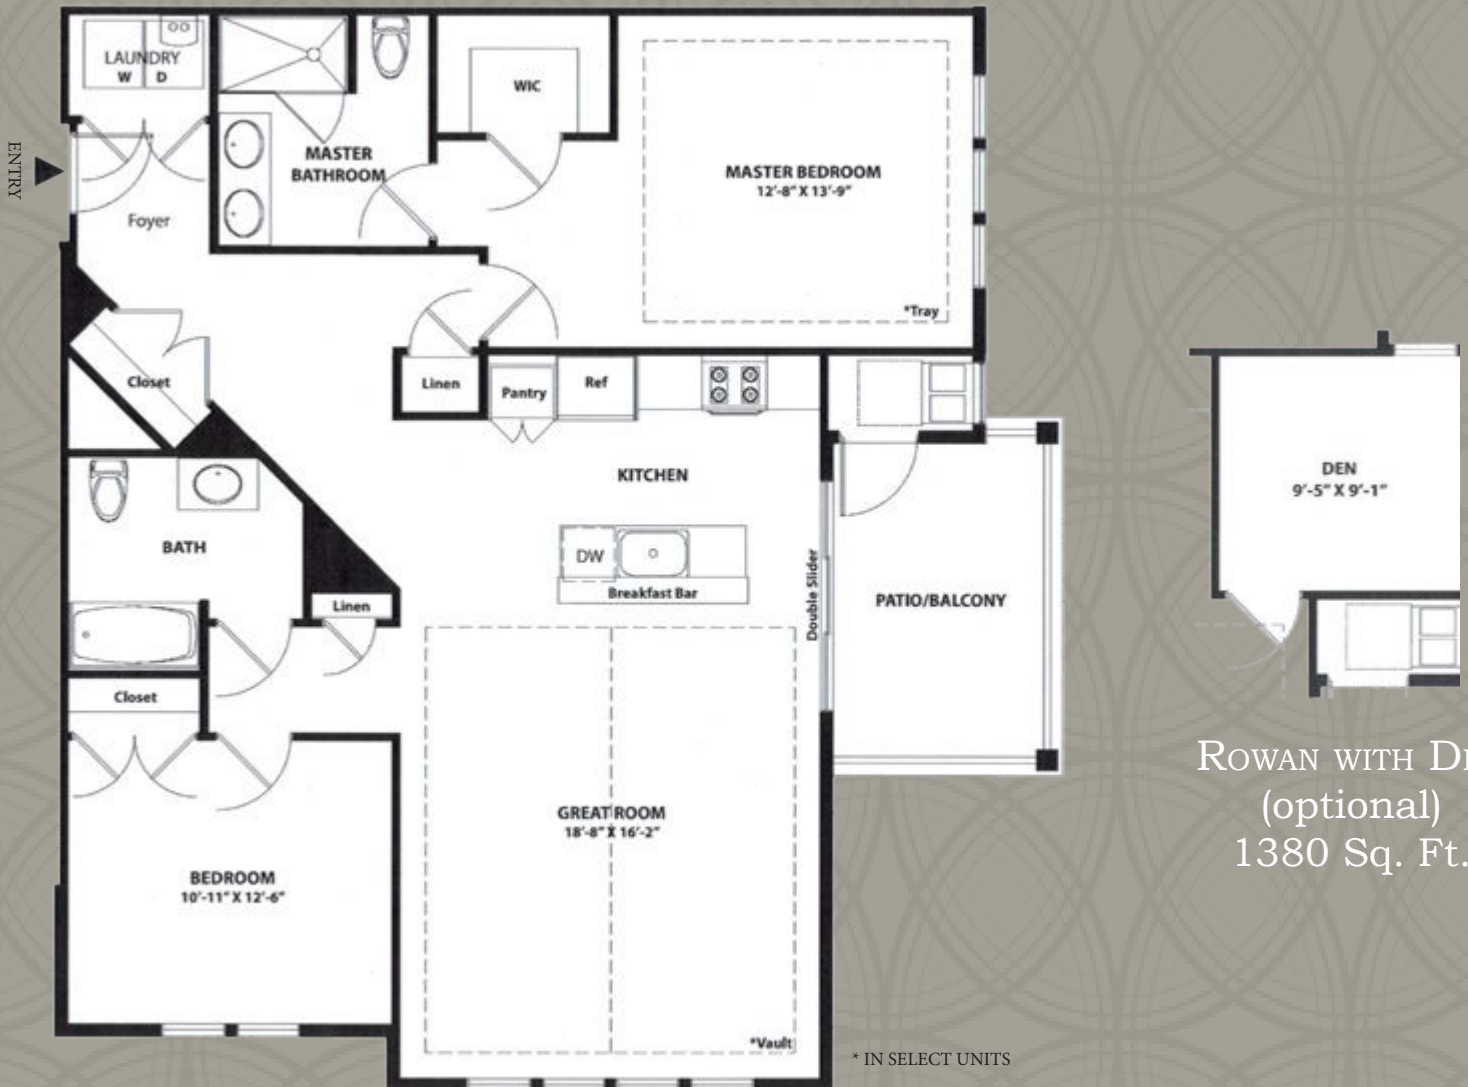 LAUNDRY
W D
ENTRY
Foyer
MASTER
BATHROOM
WIC
MASTER BEDROOM
12'-8" X 13'-9"
*Tray
Closet
Linen
Pantry
Ref
KITCHEN
DW
Breakfast Bar
Double Slider
PATIO/BALCONY
BATH
Linen
Closet
BEDROOM
10'-11" X 12'-6"
GREAT ROOM
18'-8" X 16'-2"
*Vault
* IN SELECT UNITS
DEN
9'-5" X 9'-1"
ROWAN WITH
(optional)
1380 Sq. Ft.